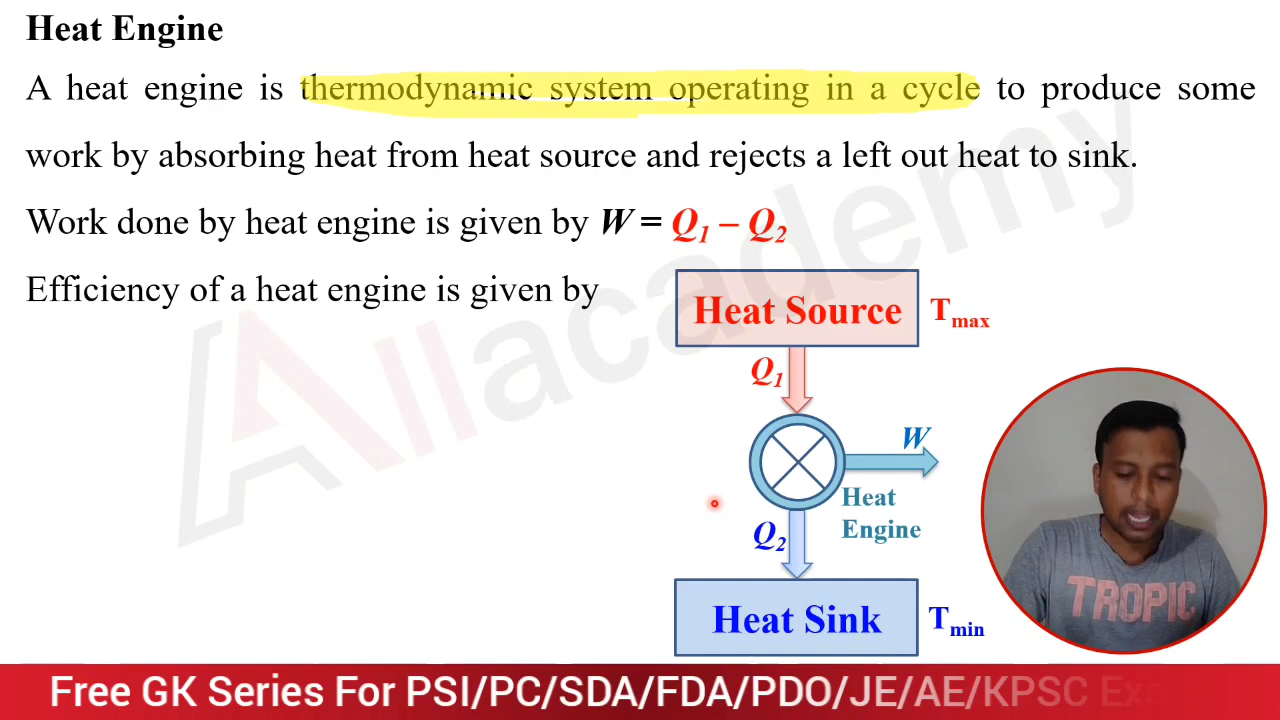 Heat Engine
A heat engine is thermodynamic system operating in a cycle to produce some
work by absorbing heat from heat source and rejects a left out heat to sink.
Work done by heat engine is given by W = Q1 – Q2
Efficiency of a heat engine is given by
Heat Source
Tmax
Q1
W
Heat
Engine
Q2
Heat Sink
Tmin
Allacademy
TROPIC
Free GK Series For PSI/PC/SDA/FDA/PDO/JE/AE/KPSC Exa